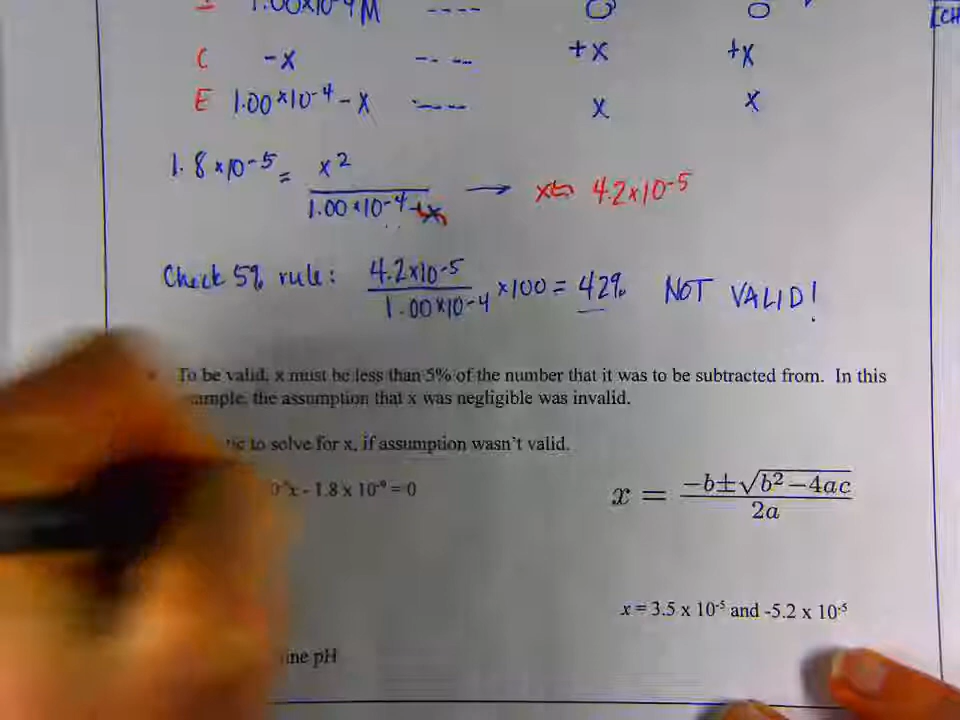 1.00x10-4M ---- O O [CH
C -x ---- +x +x
E 1.00x10-4 - x ---- x x
1.8x10-5 = x2 / 1.00x10-4 - x → x = 4.2x10-5
Check 5% rule: 4.2x10-5 / 1.00x10-4 x100 = 42% NOT VALID!
To be valid, x must be less than 5% of the number that it was to be subtracted from. In this
ample, the assumption that x was negligible was invalid.
tic to solve for x, if assumption wasn't valid.
x - 1.8 x 10-9 = 0
x = -b±√b2-4ac / 2a
x = 3.5 x 10-5 and -5.2 x 10-5
ine pH